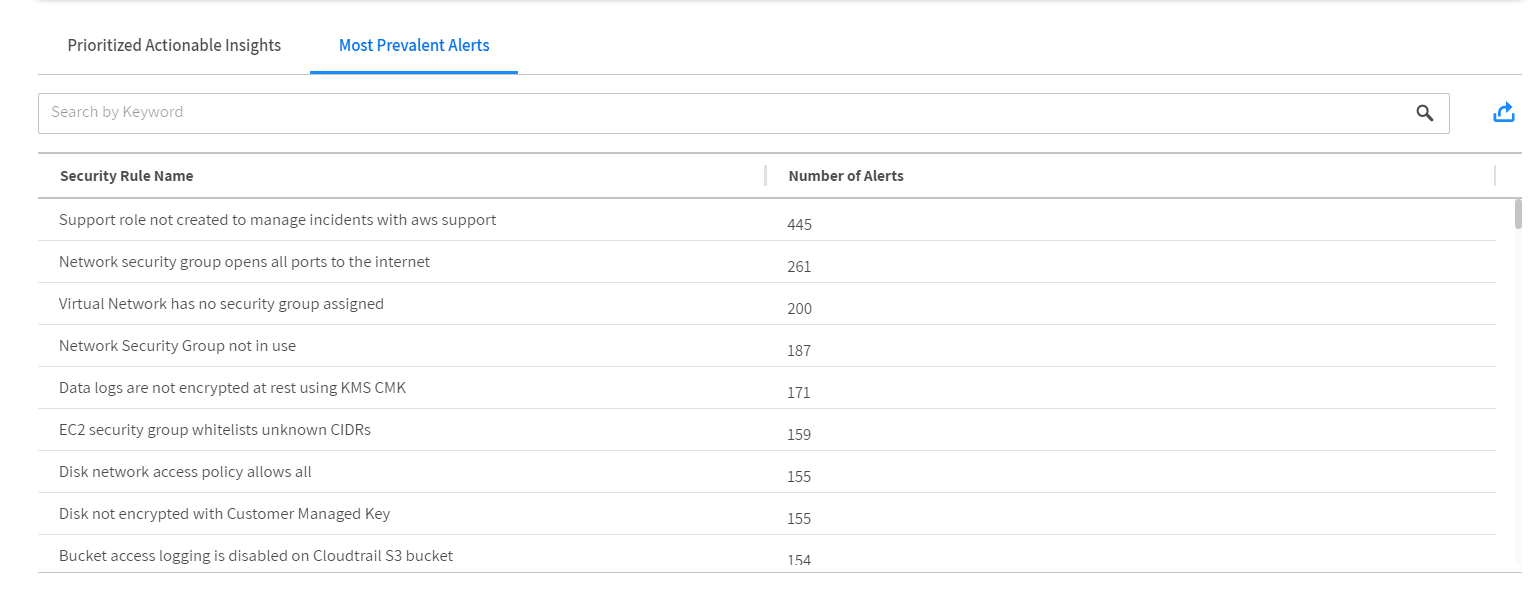 Prioritized Actionable Insights Most Prevalent Alerts
Search by Keyword
Security Rule Name Number of Alerts
Support role not created to manage incidents with aws support 445
Network security group opens all ports to the internet 261
Virtual Network has no security group assigned 200
Network Security Group not in use 187
Data logs are not encrypted at rest using KMS CMK 171
EC2 security group whitelists unknown CIDRs 159
Disk network access policy allows all 155
Disk not encrypted with Customer Managed Key 155
Bucket access logging is disabled on Cloudtrail S3 bucket 154